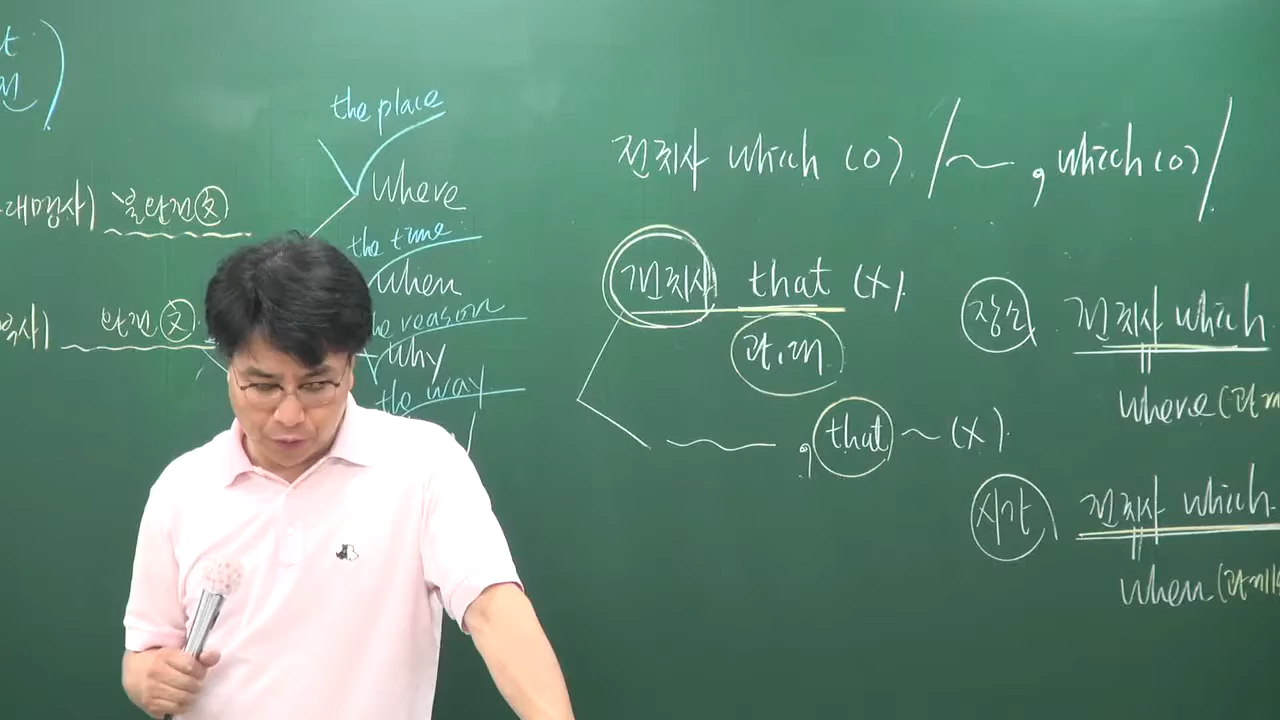 대명사) 불완전(文)
완전(文)
the place
where
the time
when
the reason
why
the way
전치사 which (O) / ~ , which (O) /
전치사 that (X).
관.대
~ , that ~ (X).
장소 전치사 which
where (관
시간 전치사 which
when (관